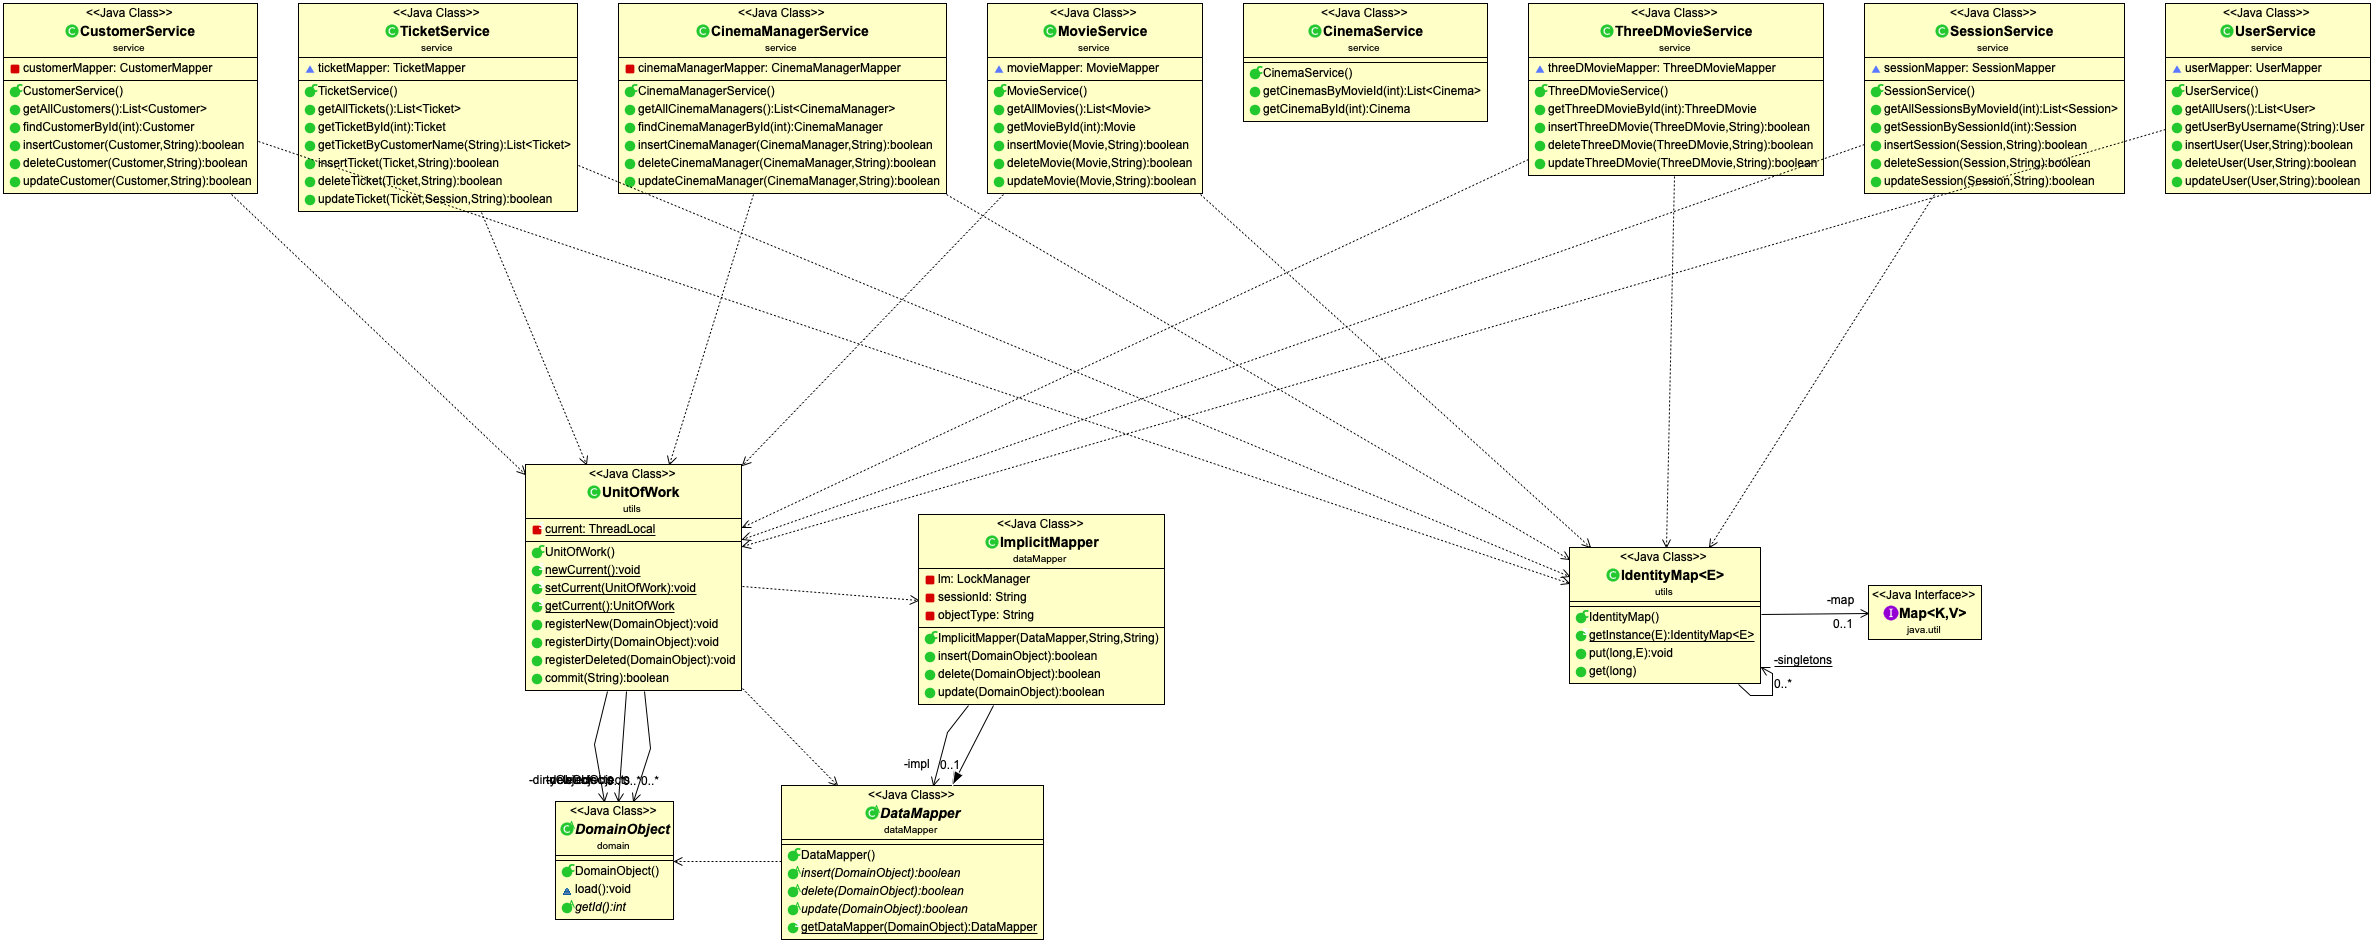 <<Java Class>>
CustomerService
service
customerMapper: CustomerMapper
CustomerService()
getAllCustomers():List<Customer>
findCustomerById(int):Customer
insertCustomer(Customer,String):boolean
deleteCustomer(Customer,String):boolean
updateCustomer(Customer,String):boolean
<<Java Class>>
TicketService
service
ticketMapper: TicketMapper
TicketService()
getAllTickets():List<Ticket>
getTicketById(int):Ticket
getTicketByCustomerName(String):List<Ticket>
insertTicket(Ticket,String):boolean
deleteTicket(Ticket,String):boolean
updateTicket(Ticket,Session,String):boolean
<<Java Class>>
CinemaManagerService
service
cinemaManagerMapper: CinemaManagerMapper
CinemaManagerService()
getAllCinemaManagers():List<CinemaManager>
findCinemaManagerById(int):CinemaManager
insertCinemaManager(CinemaManager,String):boolean
deleteCinemaManager(CinemaManager,String):boolean
updateCinemaManager(CinemaManager,String):boolean
<<Java Class>>
MovieService
service
movieMapper: MovieMapper
MovieService()
getAllMovies():List<Movie>
getMovieById(int):Movie
insertMovie(Movie,String):boolean
deleteMovie(Movie,String):boolean
updateMovie(Movie,String):boolean
<<Java Class>>
CinemaService
service
CinemaService()
getCinemasByMovieId(int):List<Cinema>
getCinemaById(int):Cinema
<<Java Class>>
ThreeDMovieService
service
threeDMovieMapper: ThreeDMovieMapper
ThreeDMovieService()
getThreeDMovieById(int):ThreeDMovie
insertThreeDMovie(ThreeDMovie,String):boolean
deleteThreeDMovie(ThreeDMovie,String):boolean
updateThreeDMovie(ThreeDMovie,String):boolean
<<Java Class>>
SessionService
service
sessionMapper: SessionMapper
SessionService()
getAllSessionsByMovieId(int):List<Session>
getSessionBySessionId(int):Session
insertSession(Session,String):boolean
deleteSession(Session,String):boolean
updateSession(Session,String):boolean
<<Java Class>>
UserService
service
userMapper: UserMapper
UserService()
getAllUsers():List<User>
getUserByUsername(String):User
insertUser(User,String):boolean
deleteUser(User,String):boolean
updateUser(User,String):boolean
<<Java Class>>
UnitOfWork
utils
current: ThreadLocal
UnitOfWork()
newCurrent():void
setCurrent(UnitOfWork):void
getCurrent():UnitOfWork
registerNew(DomainObject):void
registerDirty(DomainObject):void
registerDeleted(DomainObject):void
commit(String):boolean
<<Java Class>>
ImplicitMapper
dataMapper
lm: LockManager
sessionId: String
objectType: String
ImplicitMapper(DataMapper,String,String)
insert(DomainObject):boolean
delete(DomainObject):boolean
update(DomainObject):boolean
<<Java Class>>
IdentityMap<E>
utils
IdentityMap()
getInstance(E):IdentityMap<E>
put(long,E):void
get(long)
-map
0..1
<<Java Interface>>
Map<K,V>
java.util
-singletons
0..*
-impl
0..1
0..*
<<Java Class>>
DomainObject
domain
DomainObject()
load():void
getId():int
<<Java Class>>
DataMapper
dataMapper
DataMapper()
insert(DomainObject):boolean
delete(DomainObject):boolean
update(DomainObject):boolean
getDataMapper(DomainObject):DataMapper